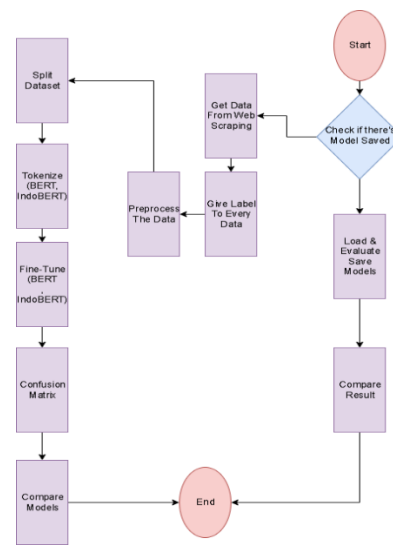 Start
Check if there's
Model Saved
Get Data
From Web
Scraping
Give Label
To Every
Data
Preprocess
The Data
Split
Dataset
Tokenize
(BERT,
IndoBERT)
Fine-Tune
(BERT
,
IndoBERT)
Confusion
Matrix
Compare
Models
Load &
Evaluate
Save
Models
Compare
Result
End